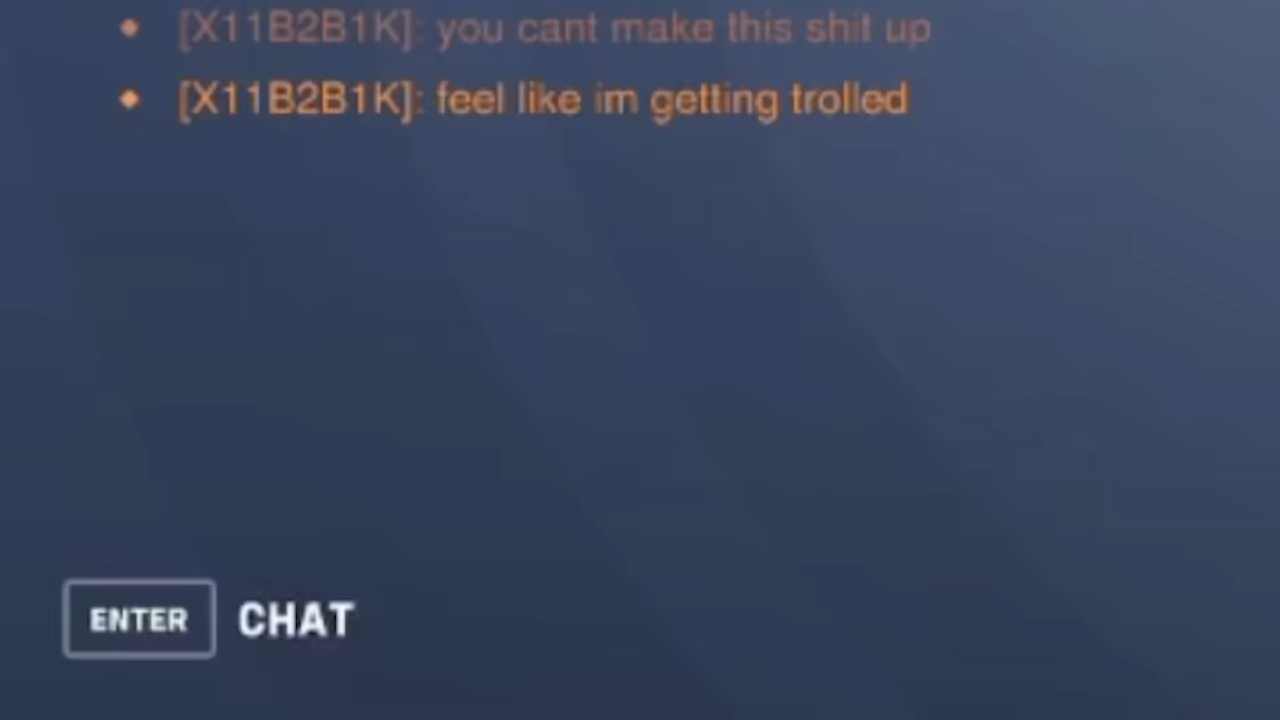 [X11B2B1K]: you cant make this shit up
[X11B2B1K]: feel like im getting trolled
ENTER CHAT